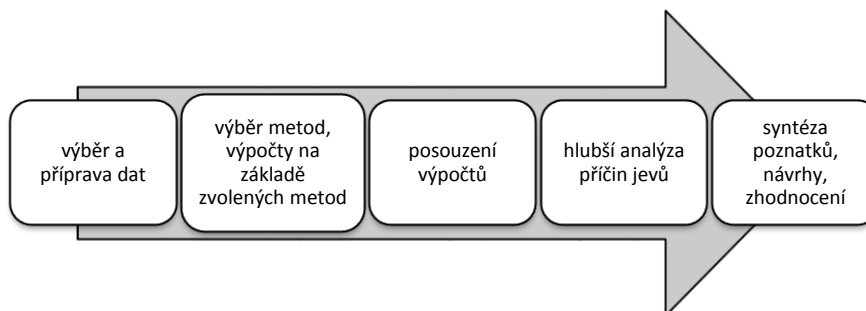 výběr a
příprava dat
výběr metod,
výpočty na
základě
zvolených metod
posouzení
výpočtů
hlubší analýza
příčin jevů
syntéza
poznatků,
návrhy,
zhodnocení